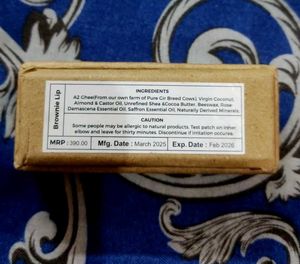 Brownie Lip
INGREDIENTS
A2 Ghee(From our own farm of Pure Gir Breed Cows), Virgin Coconut,
Almond & Castor Oil, Unrefined Shea &Cocoa Butter, Beeswax, Rose
Damascene Essential Oil, Saffron Essential Oil, Naturally Derived Minerals
CAUTION
Some people may be allergic to natural products. Test patch on inner
elbow and leave for thirty minutes. Discontinue if irritation occures.
MRP : 390.00 Mfg. Date : March 2025 Exp. Date : Feb 2026